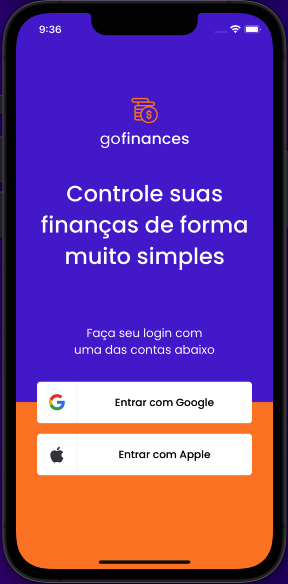 9:36
gofinances
Controle suas
finanças de forma
muito simples
Faça seu login com
uma das contas abaixo
Entrar com Google
Entrar com Apple